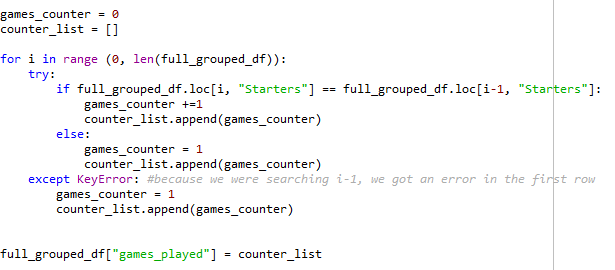 games_counter = 0
counter_list = []
for i in range (0, len(full_grouped_df)):
try:
if full_grouped_df.loc[i, "Starters"] == full_grouped_df.loc[i-1, "Starters"]:
games_counter +=1
counter_list.append(games_counter)
else:
games_counter = 1
counter_list.append(games_counter)
except KeyError: #because we were searching i-1, we got an error in the first row
games_counter = 1
counter_list.append(games_counter)
full_grouped_df["games_played"] = counter_list